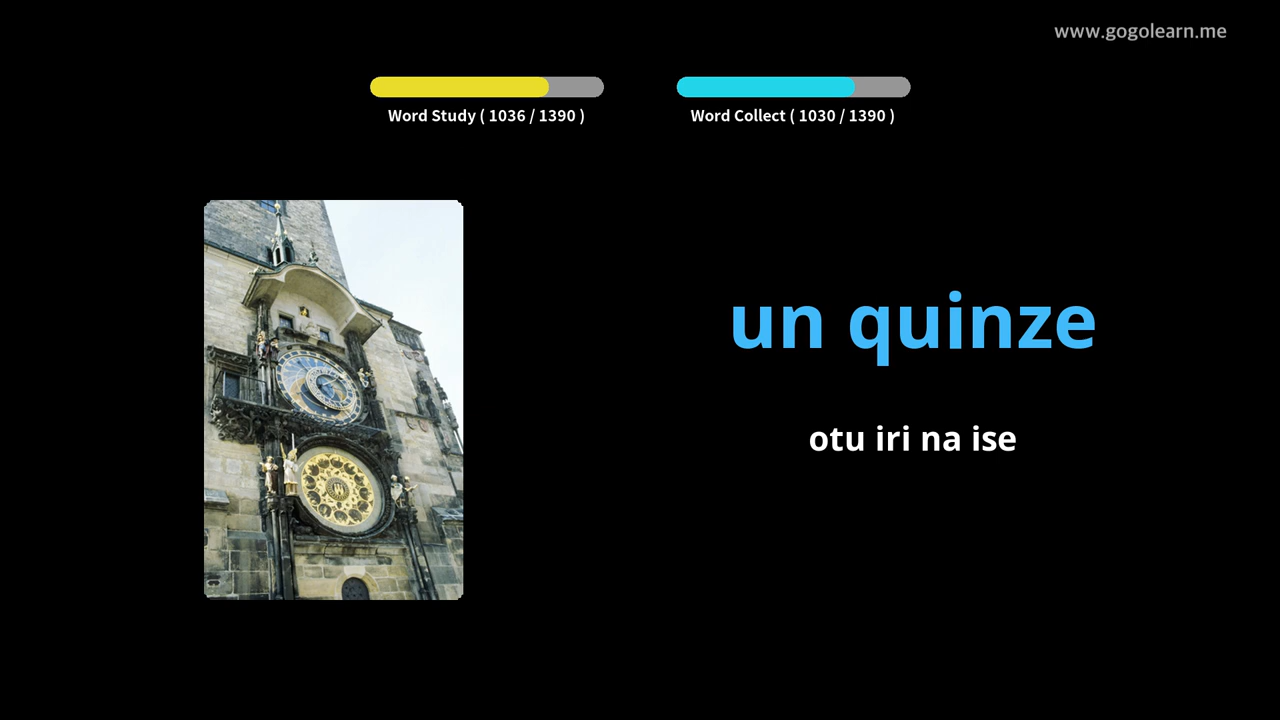 www.gogolearn.me
Word Study ( 1036 / 1390 )
Word Collect ( 1030 / 1390 )
un quinze
otu iri na ise